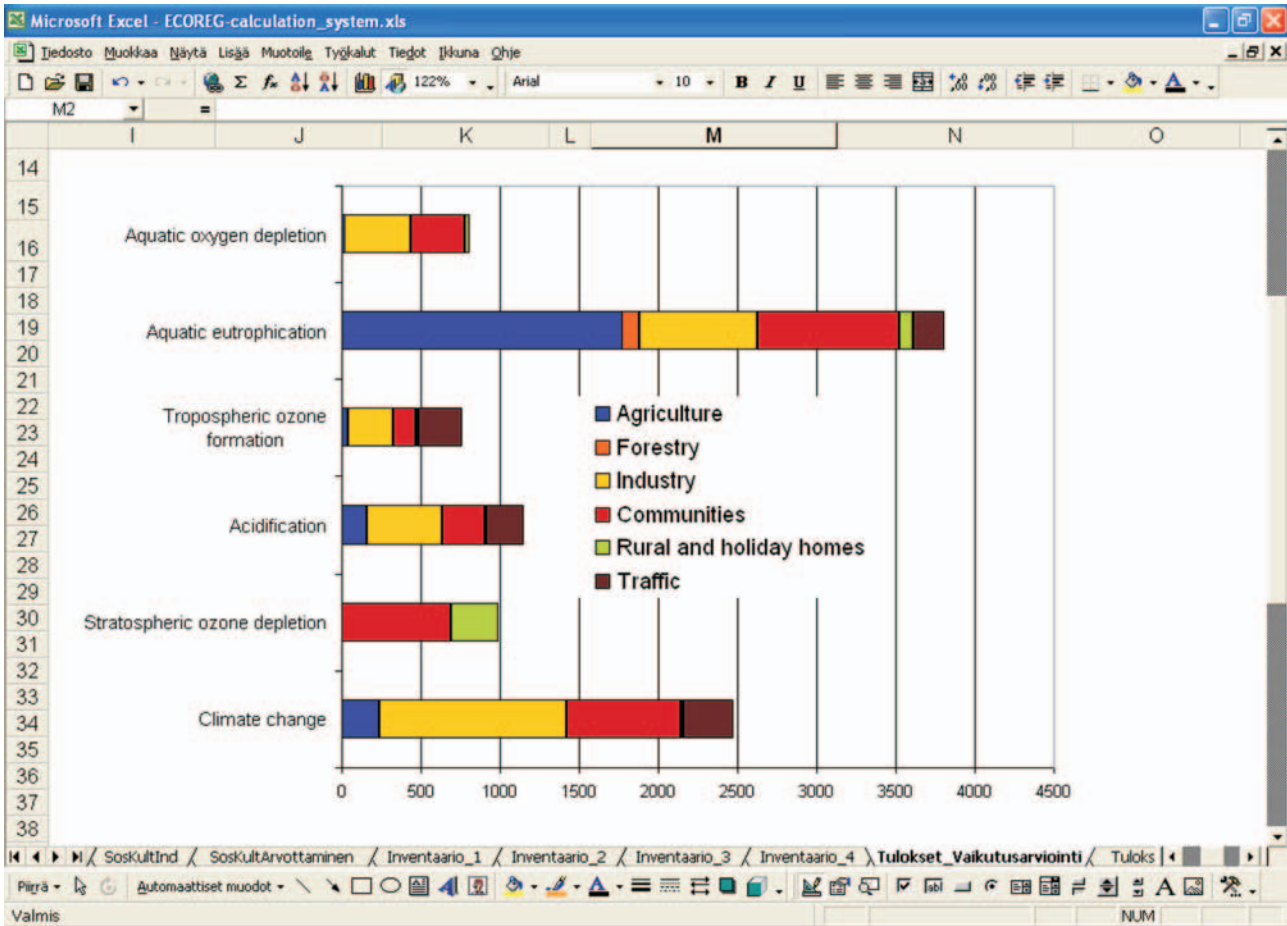 Microsoft Excel - ECOREG-calculation_system.xls
Tiedosto Muokkaa Näytä Lisää Muotoile Työkalut Tiedot Ikkuna Ohje
122% Arial 10 B I U
M2 =
I J K L M N O
14
15
Aquatic oxygen depletion
16
17
18
19 Aquatic eutrophication
20
21
22 Tropospheric ozone Agriculture
23 formation
24 Forestry
25 Industry
26 Acidification Communities
27
28 Rural and holiday homes
29 Traffic
30 Stratospheric ozone depletion
31
32
33
34 Climate change
35
36
37 0 500 1000 1500 2000 2500 3000 3500 4000 4500
38
SosKultInd / SosKultArvottaminen / Inventaario_1 / Inventaario_2 / Inventaario_3 / Inventaario_4 \ Tulokset_Vaikutusarviointi / Tuloks
Piirrä Automaattiset muodot
Valmis NUM